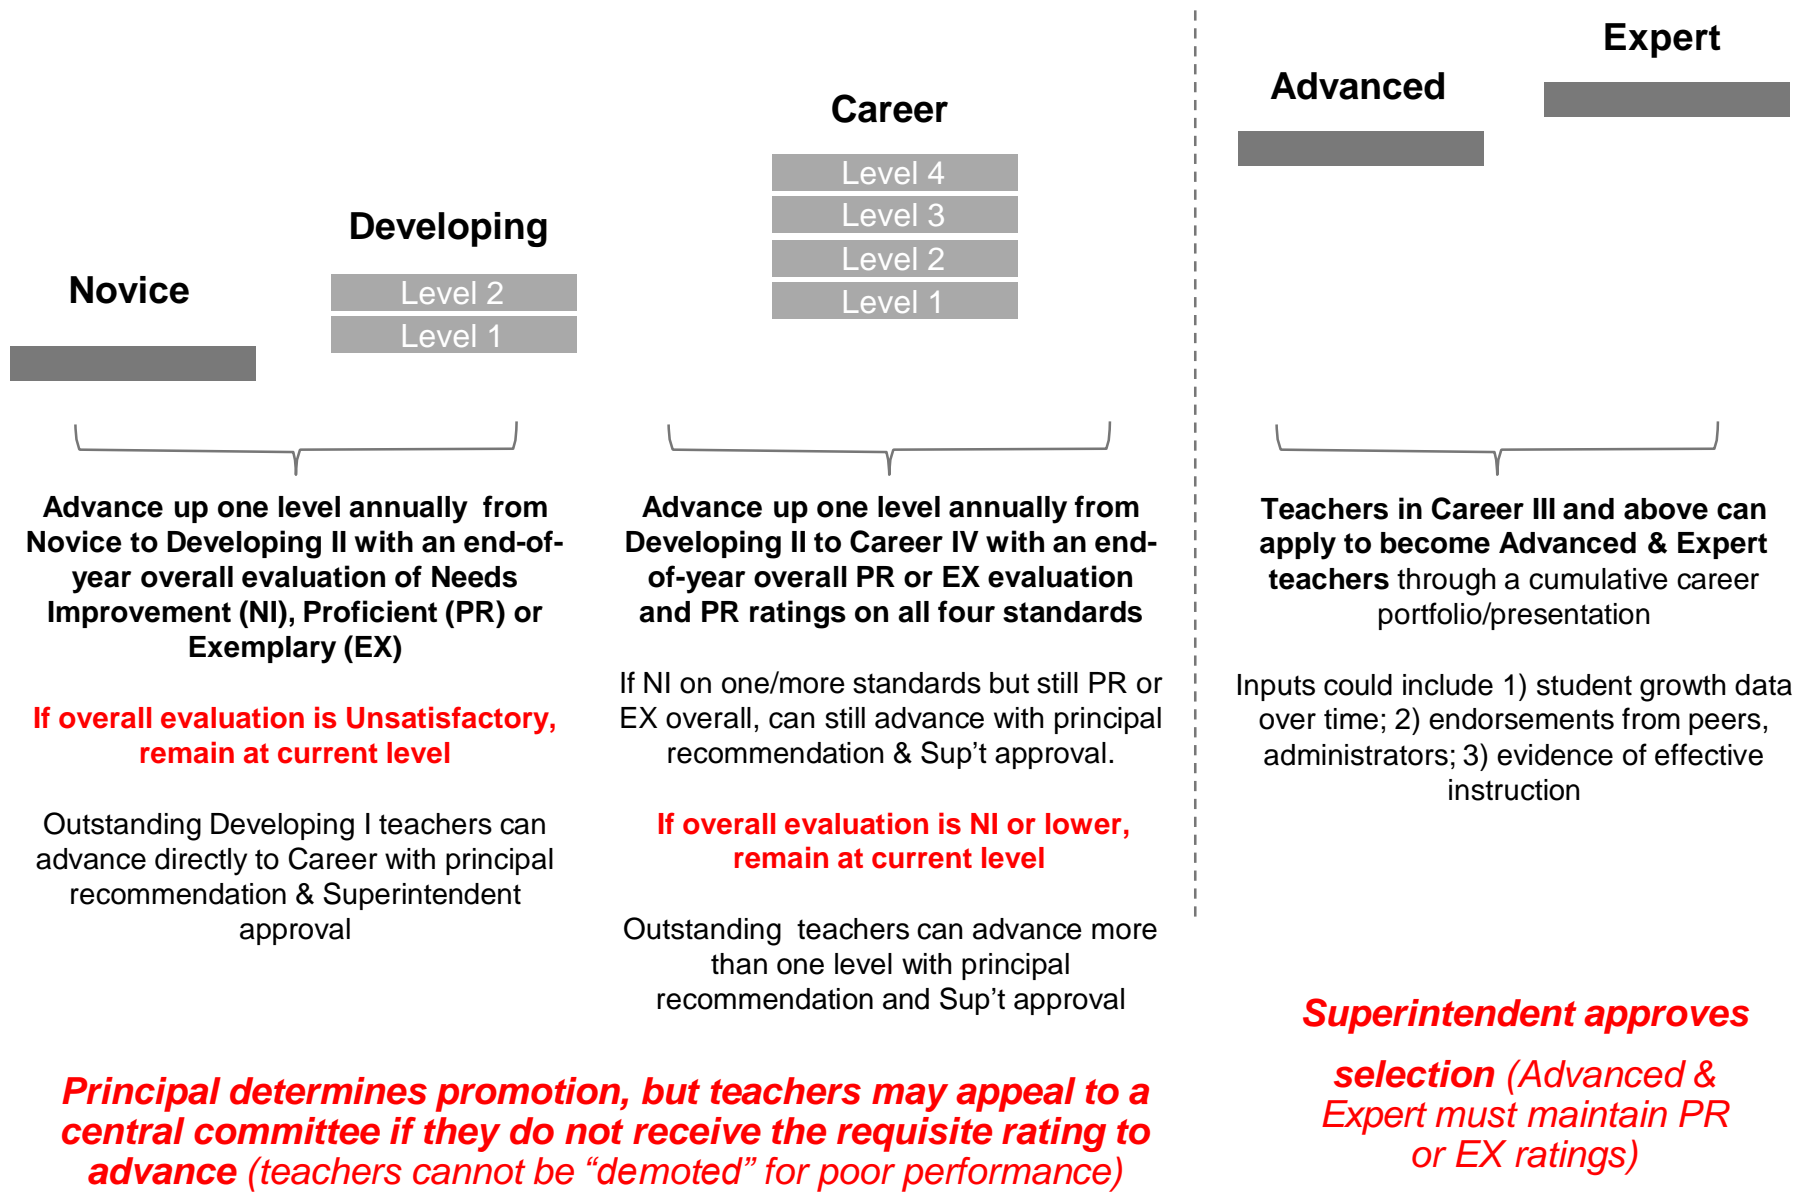 Novice
Developing
Level 2
Level 1
Career
Level 4
Level 3
Level 2
Level 1
Advanced
Expert
Advance up one level annually from
Novice to Developing II with an end-of-
year overall evaluation of Needs
Improvement (NI), Proficient (PR) or
Exemplary (EX)
If overall evaluation is Unsatisfactory,
remain at current level
Outstanding Developing I teachers can
advance directly to Career with principal
recommendation & Superintendent
approval
Advance up one level annually from
Developing II to Career IV with an end-
of-year overall PR or EX evaluation
and PR ratings on all four standards
If NI on one/more standards but still PR or
EX overall, can still advance with principal
recommendation & Sup’t approval.
If overall evaluation is NI or lower,
remain at current level
Outstanding teachers can advance more
than one level with principal
recommendation and Sup’t approval
Principal determines promotion, but teachers may appeal to a
central committee if they do not receive the requisite rating to
advance (teachers cannot be “demoted” for poor performance)
Teachers in Career III and above can
apply to become Advanced & Expert
teachers through a cumulative career
portfolio/presentation
Inputs could include 1) student growth data
over time; 2) endorsements from peers,
administrators; 3) evidence of effective
instruction
Superintendent approves
selection (Advanced &
Expert must maintain PR
or EX ratings)